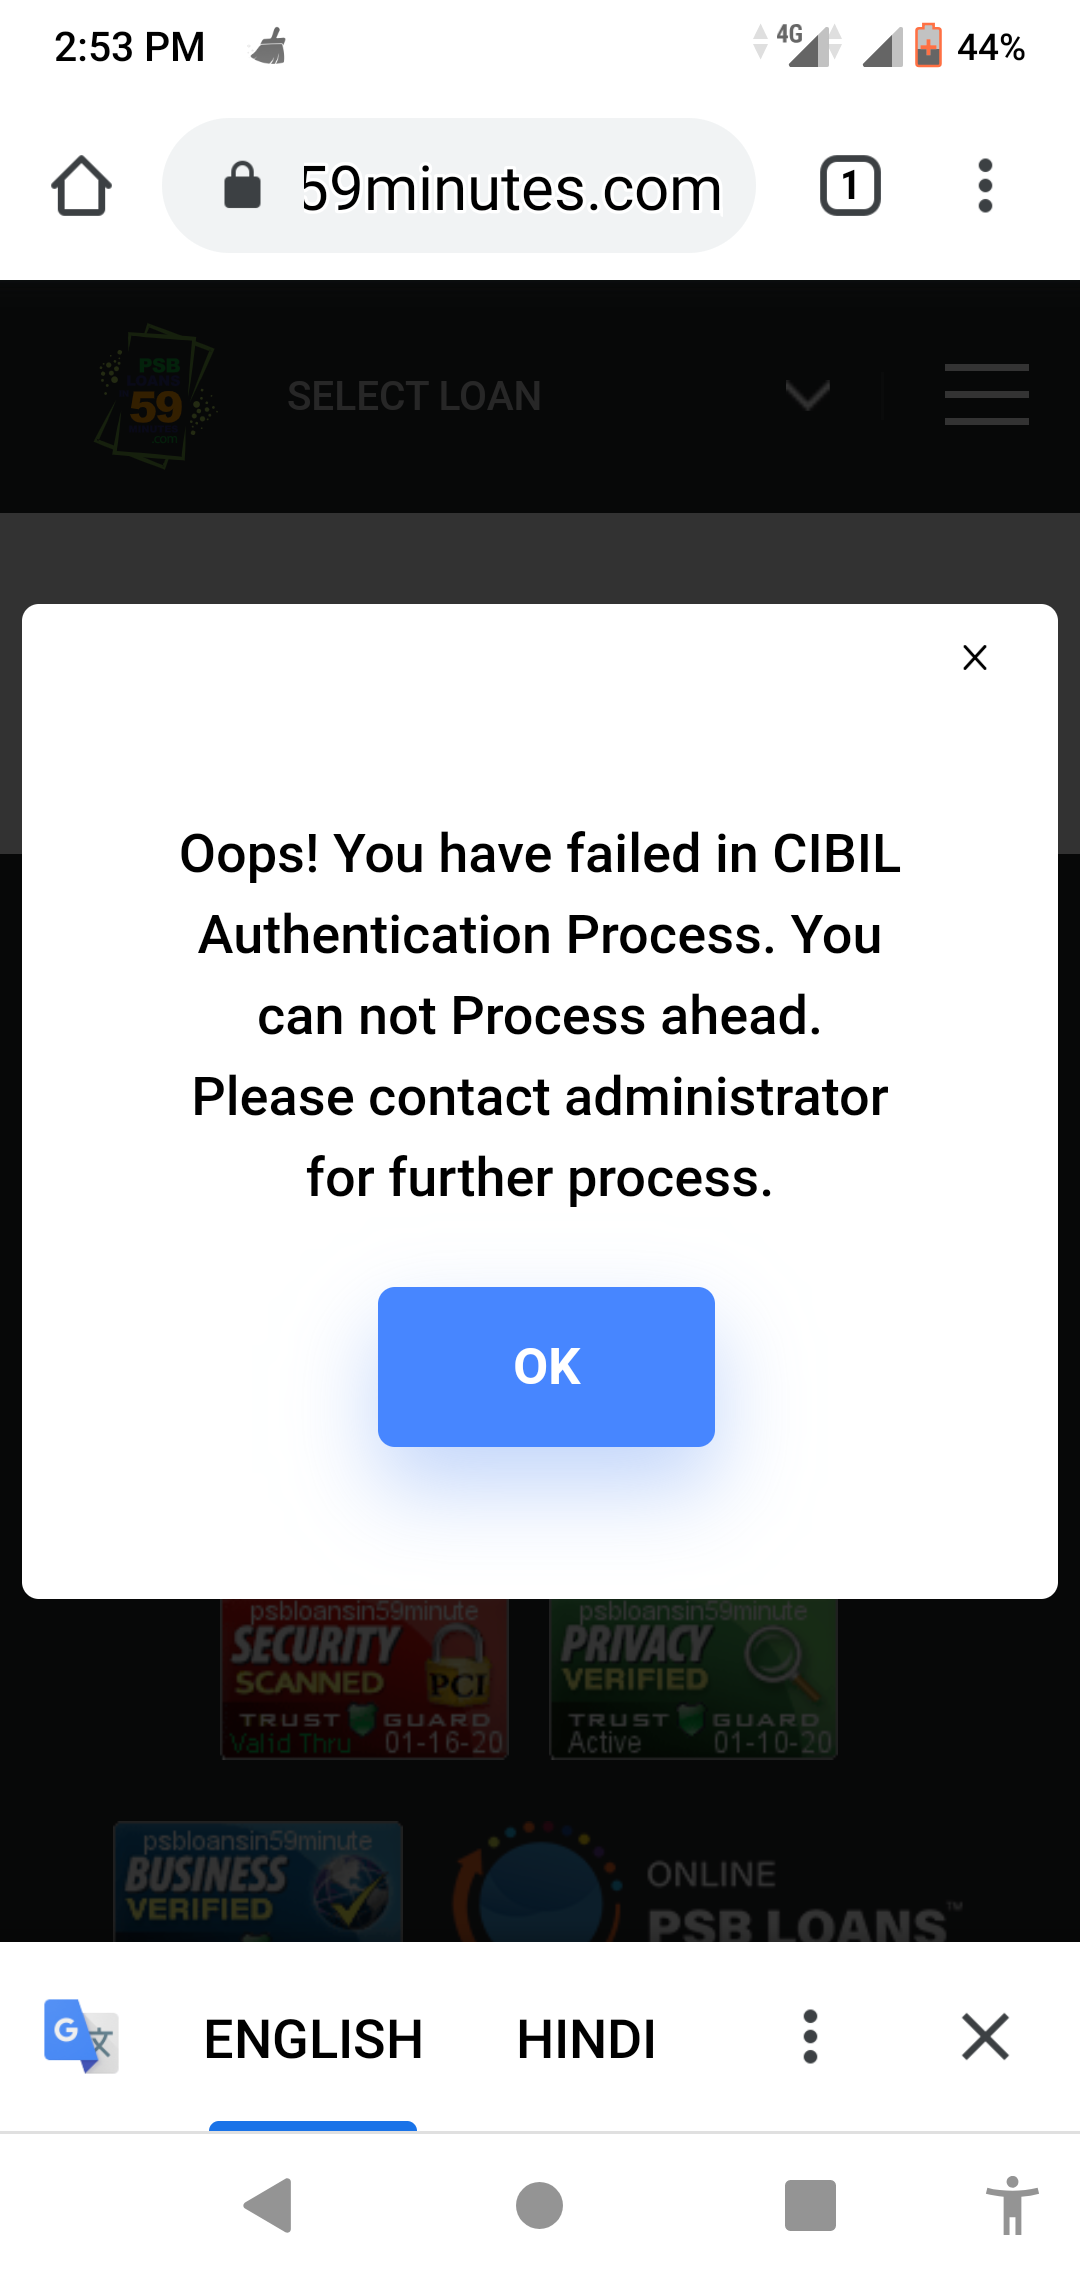 2:53 PM
4G
44%
59minutes.com
1
PSB
59
.com
SELECT LOAN
Oops! You have failed in CIBIL
Authentication Process. You
can not Process ahead.
Please contact administrator
for further process.
OK
psbloansin59minute
SECURITY
SCANNED
PCI
TRUST GUARD
Valid Thru 01-16-20
psbloansin59minute
PRIVACY
VERIFIED
TRUST GUARD
Active 01-10-20
psbloansin59minute
BUSINESS
VERIFIED
ONLINE
PSB LOANS™
G 文
ENGLISH
HINDI